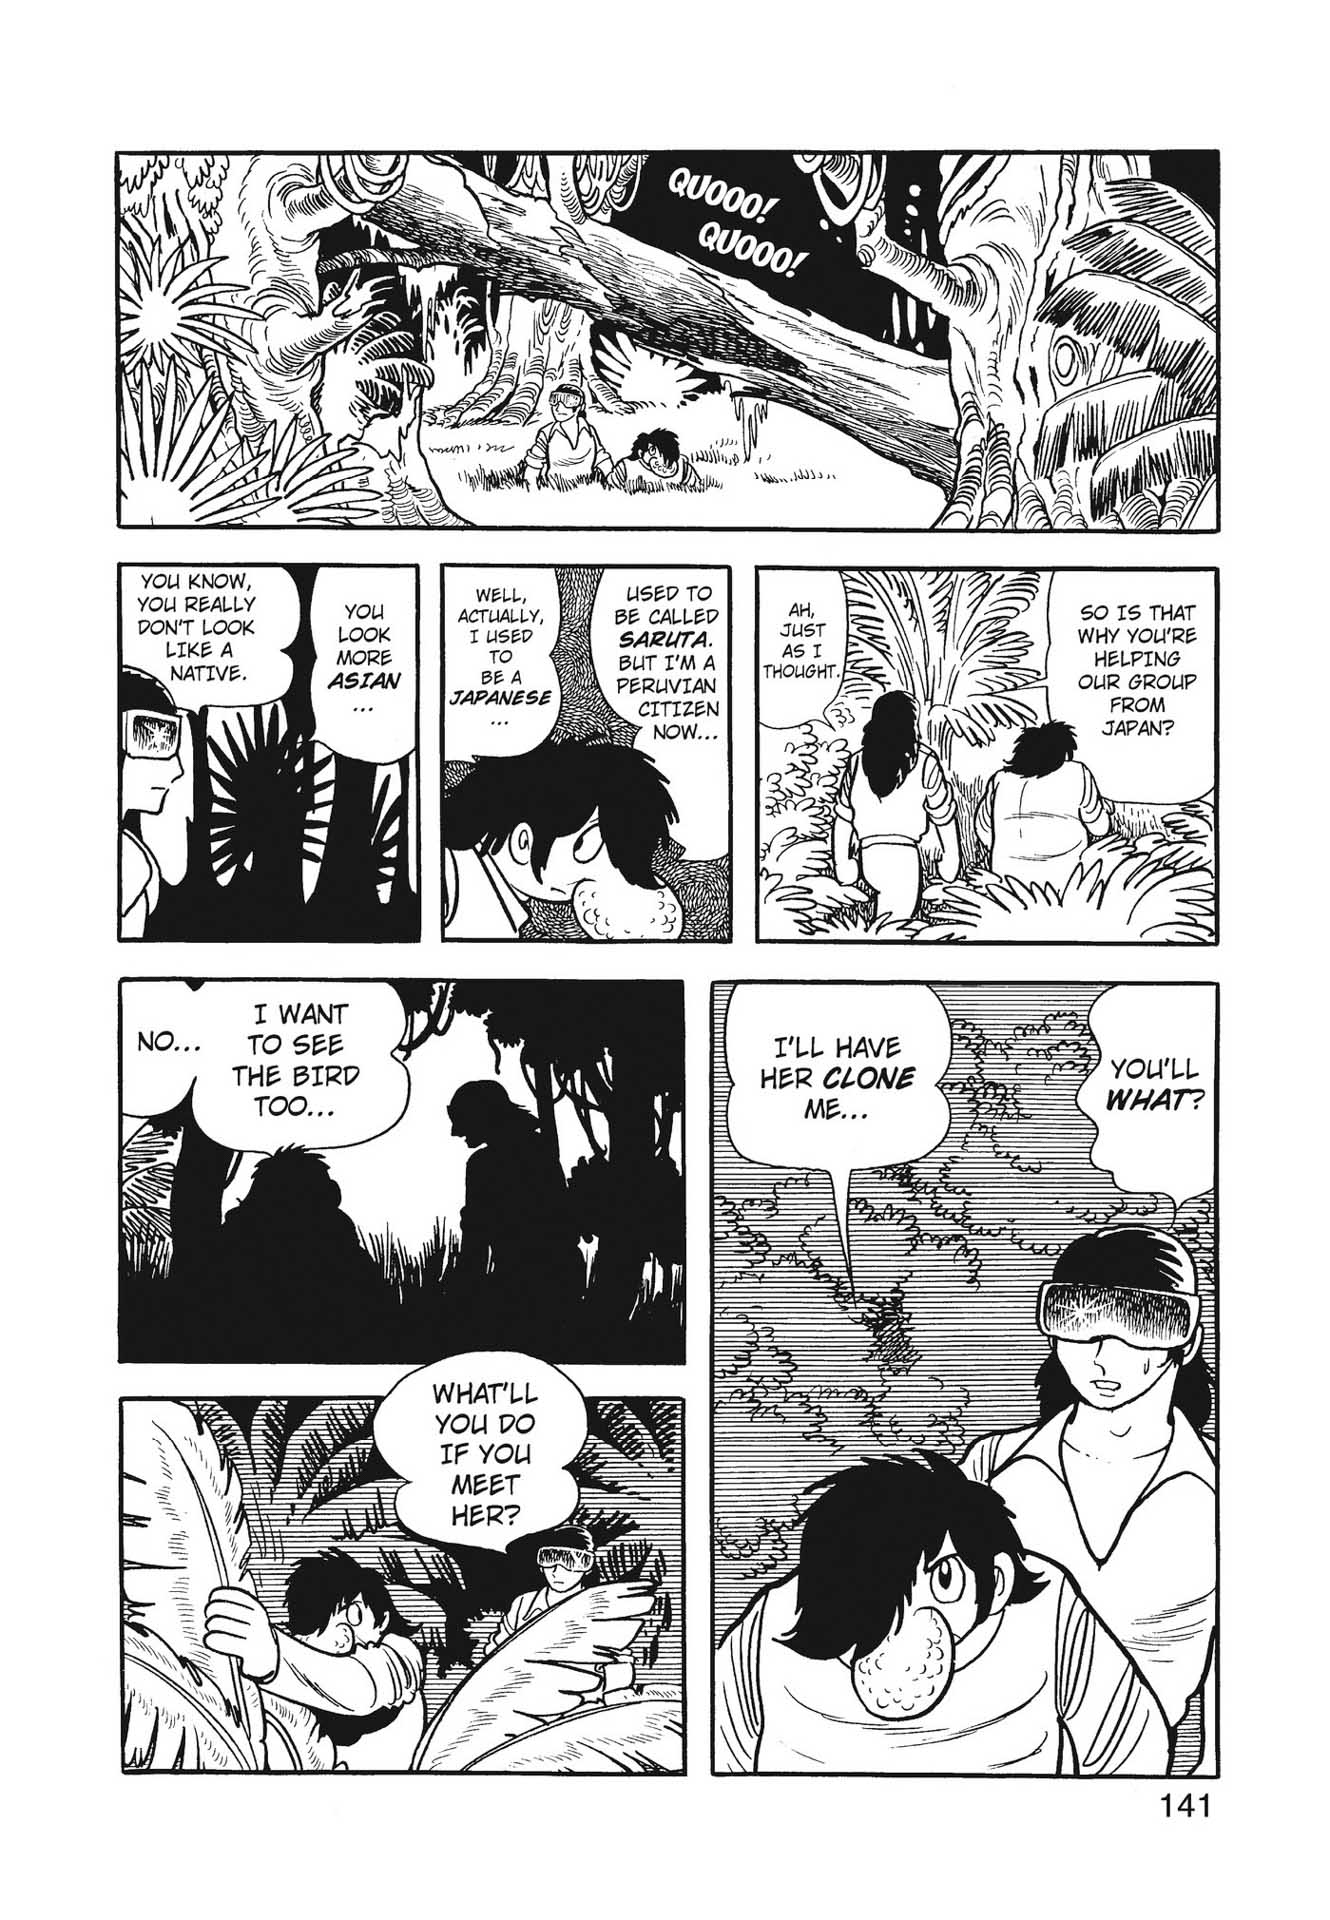 QUOOO!
QUOOO!
YOU KNOW,
YOU REALLY
DON'T LOOK
LIKE A
NATIVE.
YOU
LOOK
MORE
ASIAN
...
WELL,
ACTUALLY,
I USED
TO
BE A
JAPANESE
...
USED TO
BE CALLED
SARUTA.
BUT I'M A
PERUVIAN
CITIZEN
NOW...
AH,
JUST
AS I
THOUGHT.
SO IS THAT
WHY YOU'RE
HELPING
OUR GROUP
FROM
JAPAN?
NO...
I WANT
TO SEE
THE BIRD
TOO...
WHAT'LL
YOU DO
IF YOU
MEET
HER?
I'LL HAVE
HER CLONE
ME...
YOU'LL
WHAT?
141